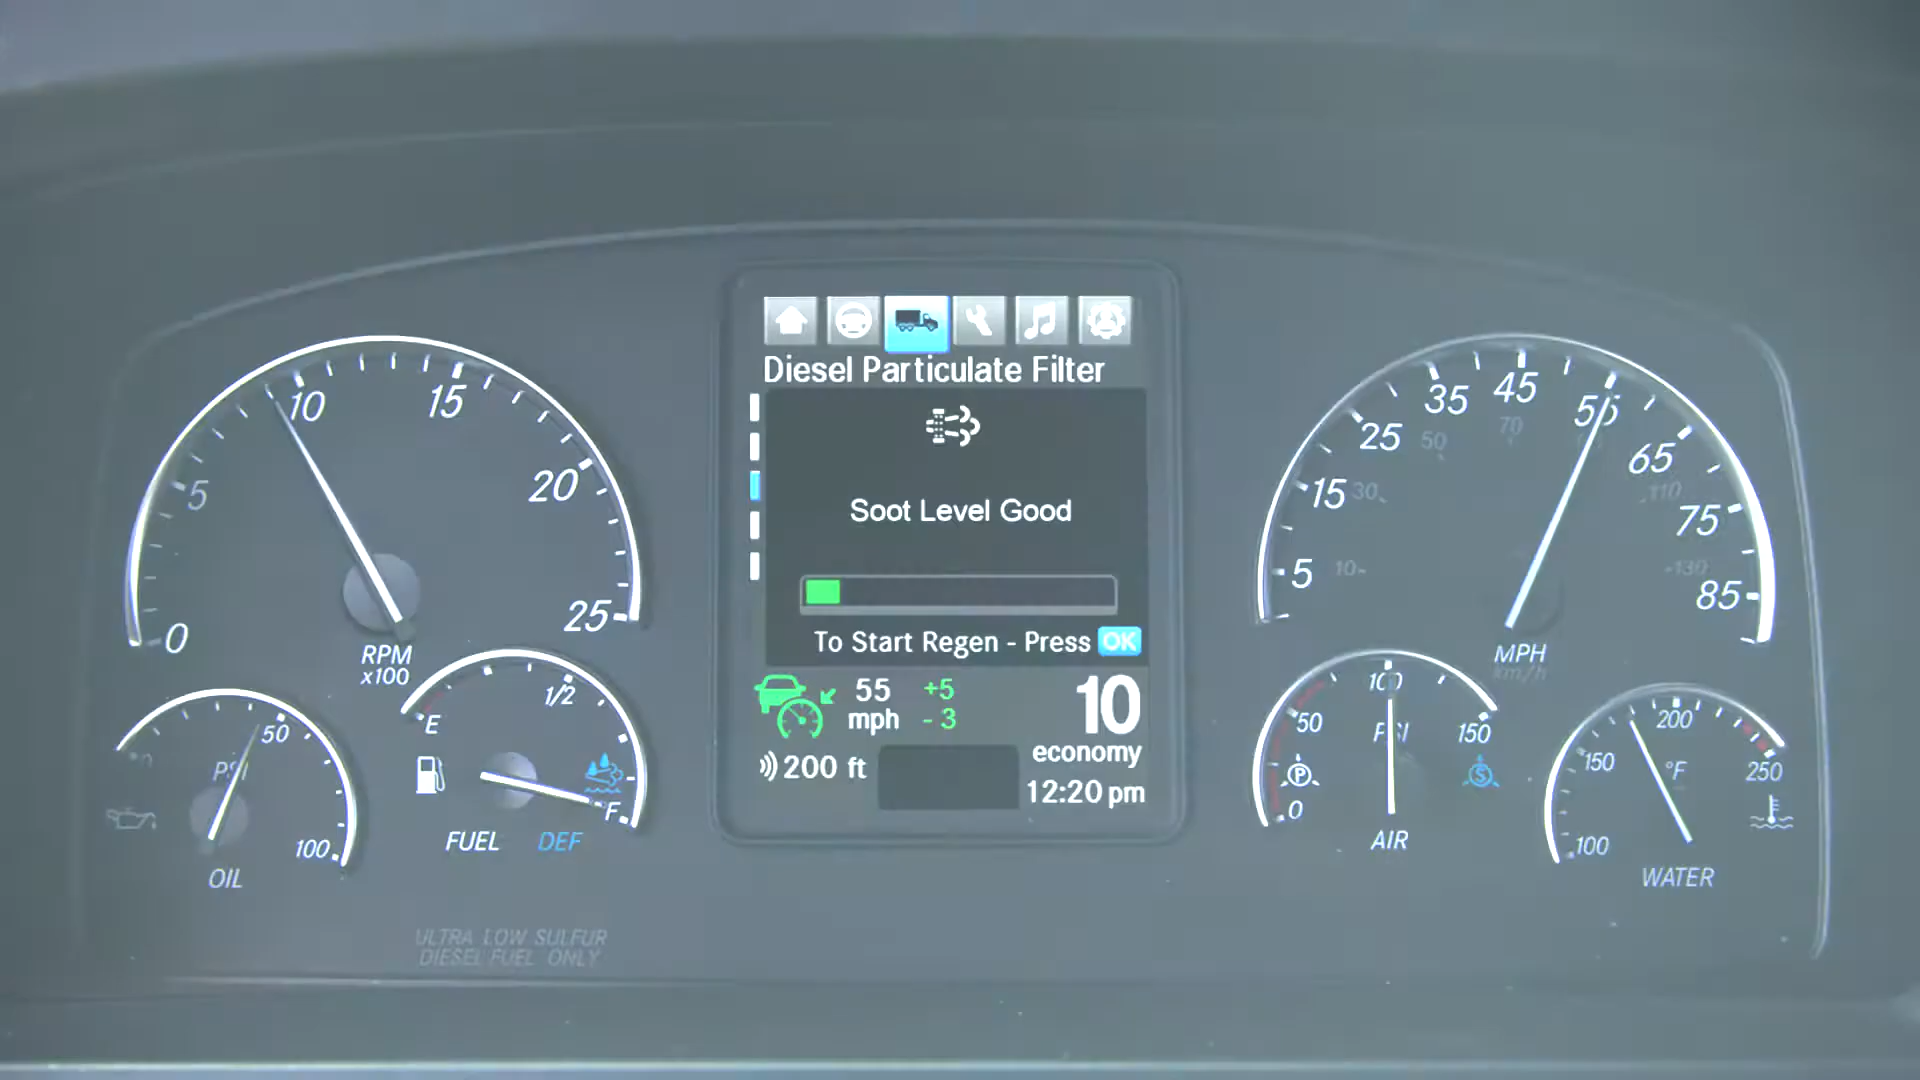 Diesel Particulate Filter
Soot Level Good
To Start Regen - Press OK
55 mph
+5
- 3
200 ft
10
economy
12:20 pm
0
5
10
15
20
25
RPM
x100
50
100
PSI
OIL
E
1/2
F
FUEL
DEF
ULTRA LOW SULFUR
DIESEL FUEL ONLY
5
15
25
35
45
55
65
75
85
10
30
50
70
110
130
MPH
km/h
0
50
100
150
PSI
P
S
AIR
100
150
200
250
°F
WATER